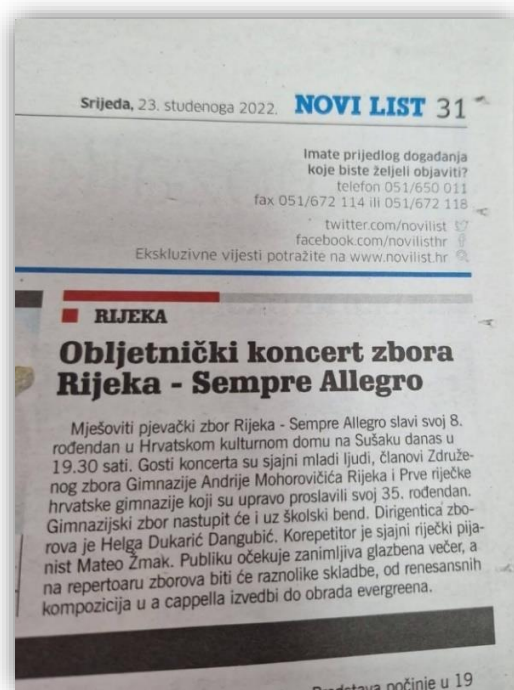 Srijeda, 23. studenoga 2022. NOVI LIST 31
Imate prijedlog događanja
koje biste željeli objaviti?
telefon 051/650 011
fax 051/672 114 ili 051/672 118
twitter.com/novilist
facebook.com/novilisthr
Ekskluzivne vijesti potražite na www.novilist.hr
RIJEKA
Obljetnički koncert zbora
Rijeka - Sempre Allegro
Mješoviti pjevački zbor Rijeka - Sempre Allegro slavi svoj 8.
rođendan u Hrvatskom kulturnom domu na Sušaku danas u
19.30 sati. Gosti koncerta su sjajni mladi ljudi, članovi Združe-
nog zbora Gimnazije Andrije Mohorovičića Rijeka i Prve riječke
hrvatske gimnazije koji su upravo proslavili svoj 35. rođendan.
Gimnazijski zbor nastupit će i uz školski bend. Dirigentica zbo-
rova je Helga Dukarić Dangubić. Korepetitor je sjajni riječki pija-
nist Mateo Žmak. Publiku očekuje zanimljiva glazbena večer, a
na repertoaru zborova biti će raznolike skladbe, od renesansnih
kompozicija u a cappella izvedbi do obrada evergreena.
počinje u 19